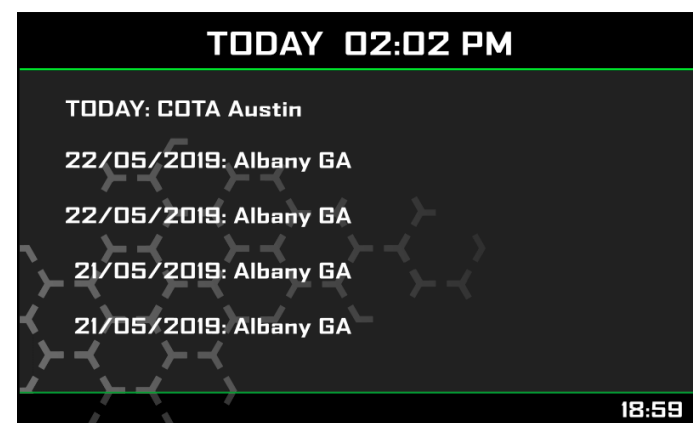 TODAY 02:02 PM
TODAY: COTA Austin
22/05/2019: Albany GA
22/05/2019: Albany GA
21/05/2019: Albany GA
21/05/2019: Albany GA
18:59